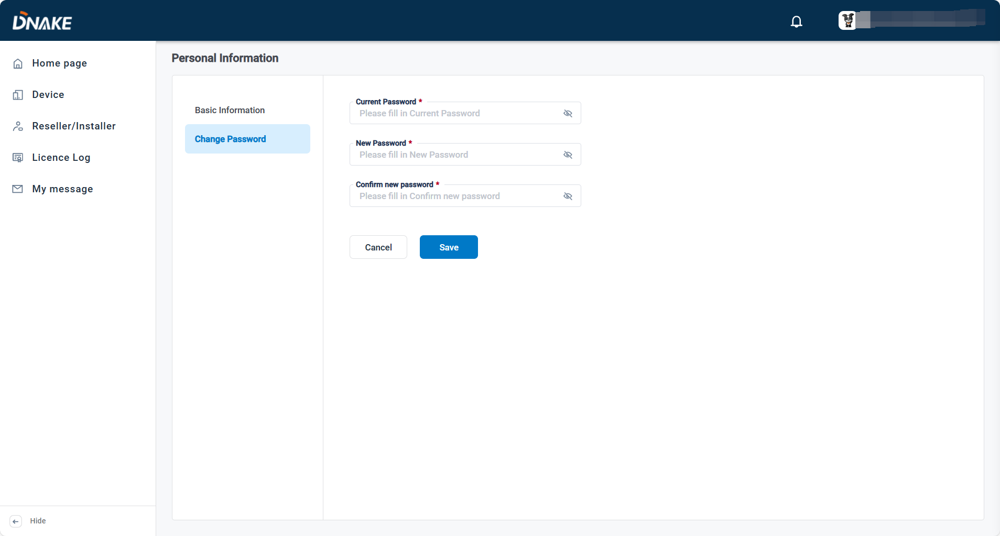 DNAKE
Home page
Device
Reseller/Installer
Licence Log
My message
Hide
Personal Information
Basic Information
Change Password
Current Password *
Please fill in Current Password
New Password *
Please fill in New Password
Confirm new password *
Please fill in Confirm new password
Cancel
Save